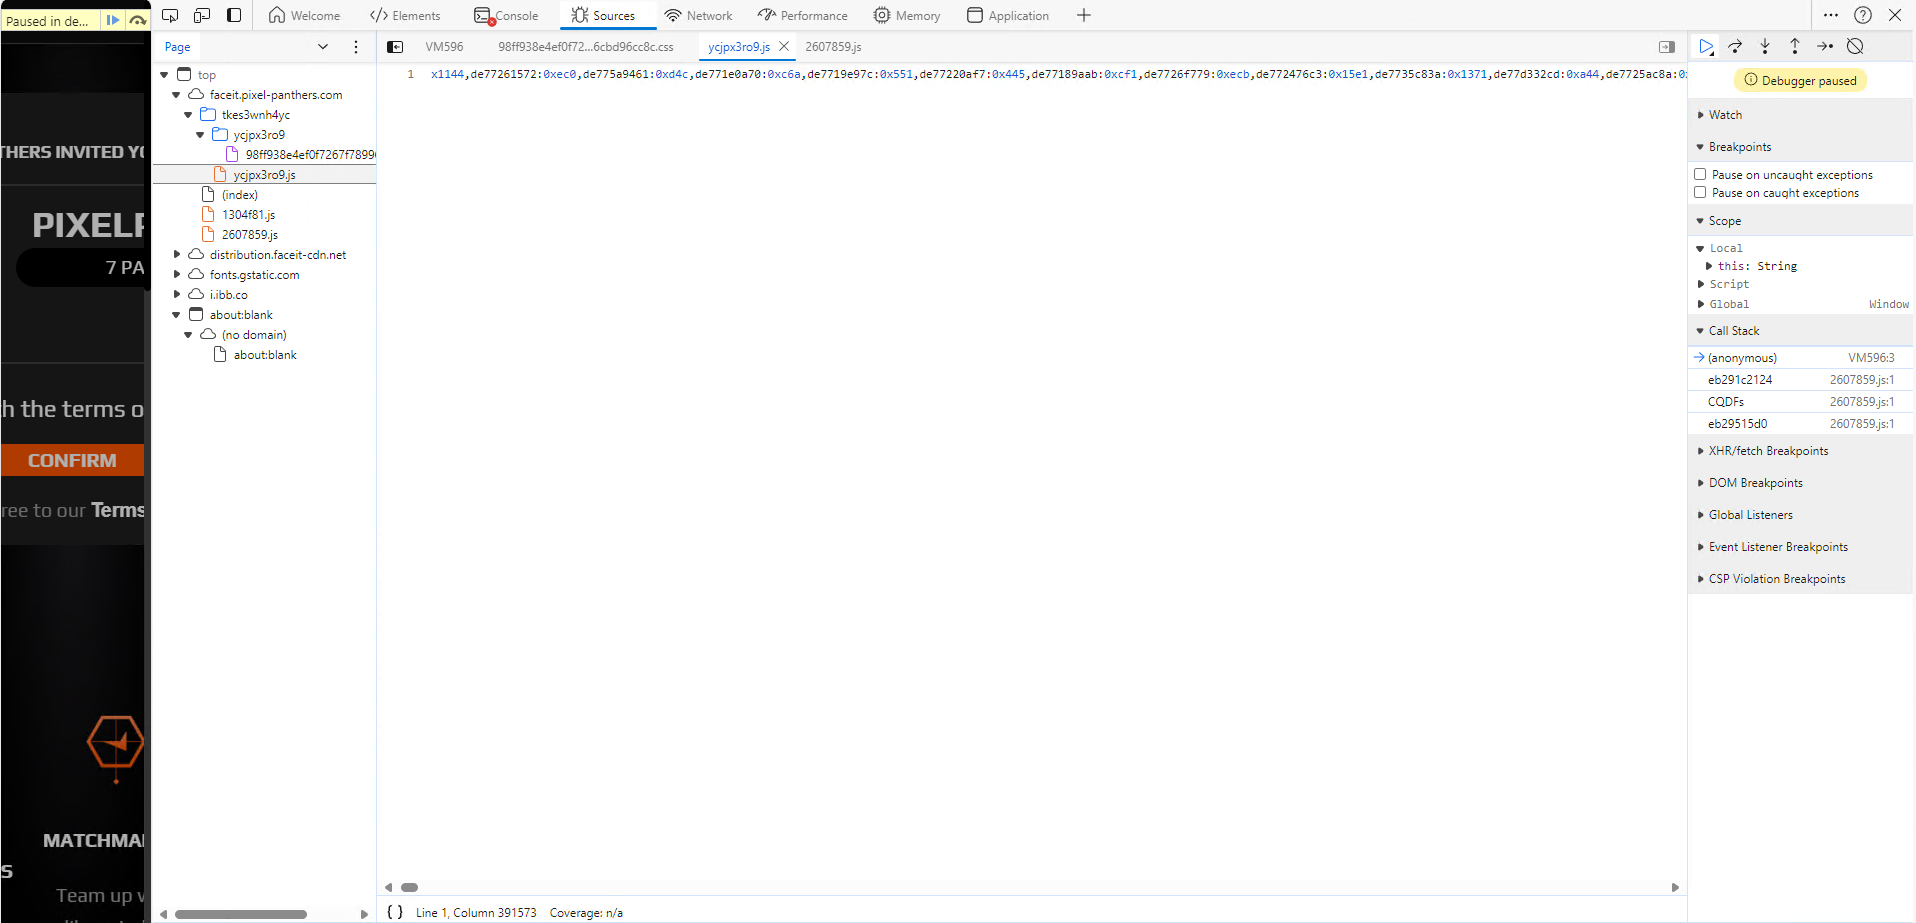 Paused in de...
Welcome
Elements
Console
Sources
Network
Performance
Memory
Application
Page
VM596
98ff938e4ef0f72...6cbd96cc8c.css
ycjpx3ro9.js
2607859.js
top
faceit.pixel-panthers.com
tkes3wnh4yc
ycjpx3ro9
98ff938e4ef0f7267f7899
ycjpx3ro9.js
(index)
1304f81.js
2607859.js
distribution.faceit-cdn.net
fonts.gstatic.com
i.ibb.co
about:blank
(no domain)
about:blank
1 x1144,de77261572:0xec0,de775a9461:0xd4c,de771e0a70:0xc6a,de7719e97c:0x551,de77220af7:0x445,de77189aab:0xcf1,de7726f779:0xecb,de772476c3:0x15e1,de7735c83a:0x1371,de77d332cd:0xa44,de7725ac8a:0
THERS INVITED YO
PIXELP
7 PA
h the terms o
CONFIRM
ree to our Terms
MATCHMA
s
Team up w
{ } Line 1, Column 391573 Coverage: n/a
Debugger paused
Watch
Breakpoints
Pause on uncaught exceptions
Pause on caught exceptions
Scope
Local
this: String
Script
Global Window
Call Stack
(anonymous) VM596:3
eb291c2124 2607859.js:1
CQDFs 2607859.js:1
eb29515d0 2607859.js:1
XHR/fetch Breakpoints
DOM Breakpoints
Global Listeners
Event Listener Breakpoints
CSP Violation Breakpoints